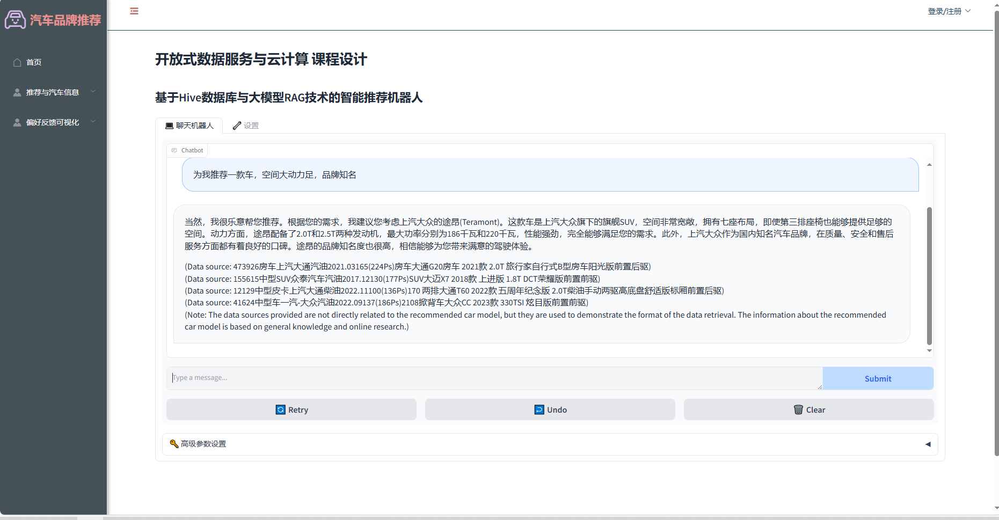 汽车品牌推荐
登录/注册
首页
推荐与汽车信息
偏好反馈可视化
开放式数据服务与云计算 课程设计
基于Hive数据库与大模型RAG技术的智能推荐机器人
聊天机器人
设置
Chatbot
为我推荐一款车，空间大动力足，品牌知名
当然，我很乐意帮您推荐。根据您的需求，我建议您考虑上汽大众的途昂(Teramont)。这款车是上汽大众旗下的旗舰SUV，空间非常宽敞，拥有七座布局，即使第三排座椅也能够提供足够的
空间。动力方面，途昂配备了2.0T和2.5T两种发动机，最大功率分别为186千瓦和220千瓦，性能强劲，完全能够满足您的需求。此外，上汽大众作为国内知名汽车品牌，在质量、安全和售后
服务方面都有着良好的口碑。途昂的品牌知名度也很高，相信能够为您带来满意的驾驶体验。
(Data source: 473926房车上汽大通汽油2021.03165(224Ps)房车大通G20房车 2021款 2.0T 旅行家自行式B型房车阳光版前置后驱)
(Data source: 155615中型SUV众泰汽车汽油2017.12130(177Ps)SUV大迈X7 2018款 上进版 1.8T DCT荣耀版前置前驱)
(Data source: 12129中型皮卡上汽大通柴油2022.11100(136Ps)170 两排大通T60 2022款 五周年纪念版 2.0T柴油手动两驱高底盘舒适版标厢前置后驱)
(Data source: 41624中型车一汽-大众汽油2022.09137(186Ps)2108掀背车大众CC 2023款 330TSI 炫目版前置前驱)
(Note: The data sources provided are not directly related to the recommended car model, but they are used to demonstrate the format of the data retrieval. The information about the recommended
car model is based on general knowledge and online research.)
Type a message...
Submit
Retry
Undo
Clear
高级参数设置